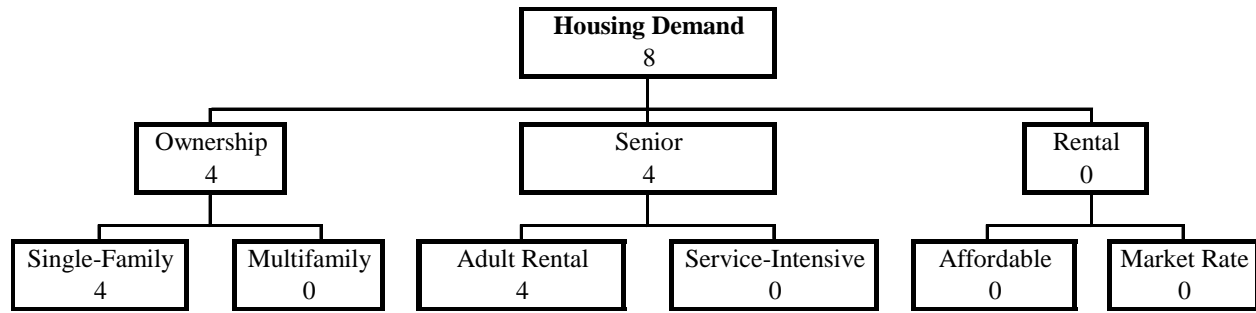 Housing Demand
8
Ownership
4
Senior
4
Rental
0
Single-Family
4
Multifamily
0
Adult Rental
4
Service-Intensive
0
Affordable
0
Market Rate
0